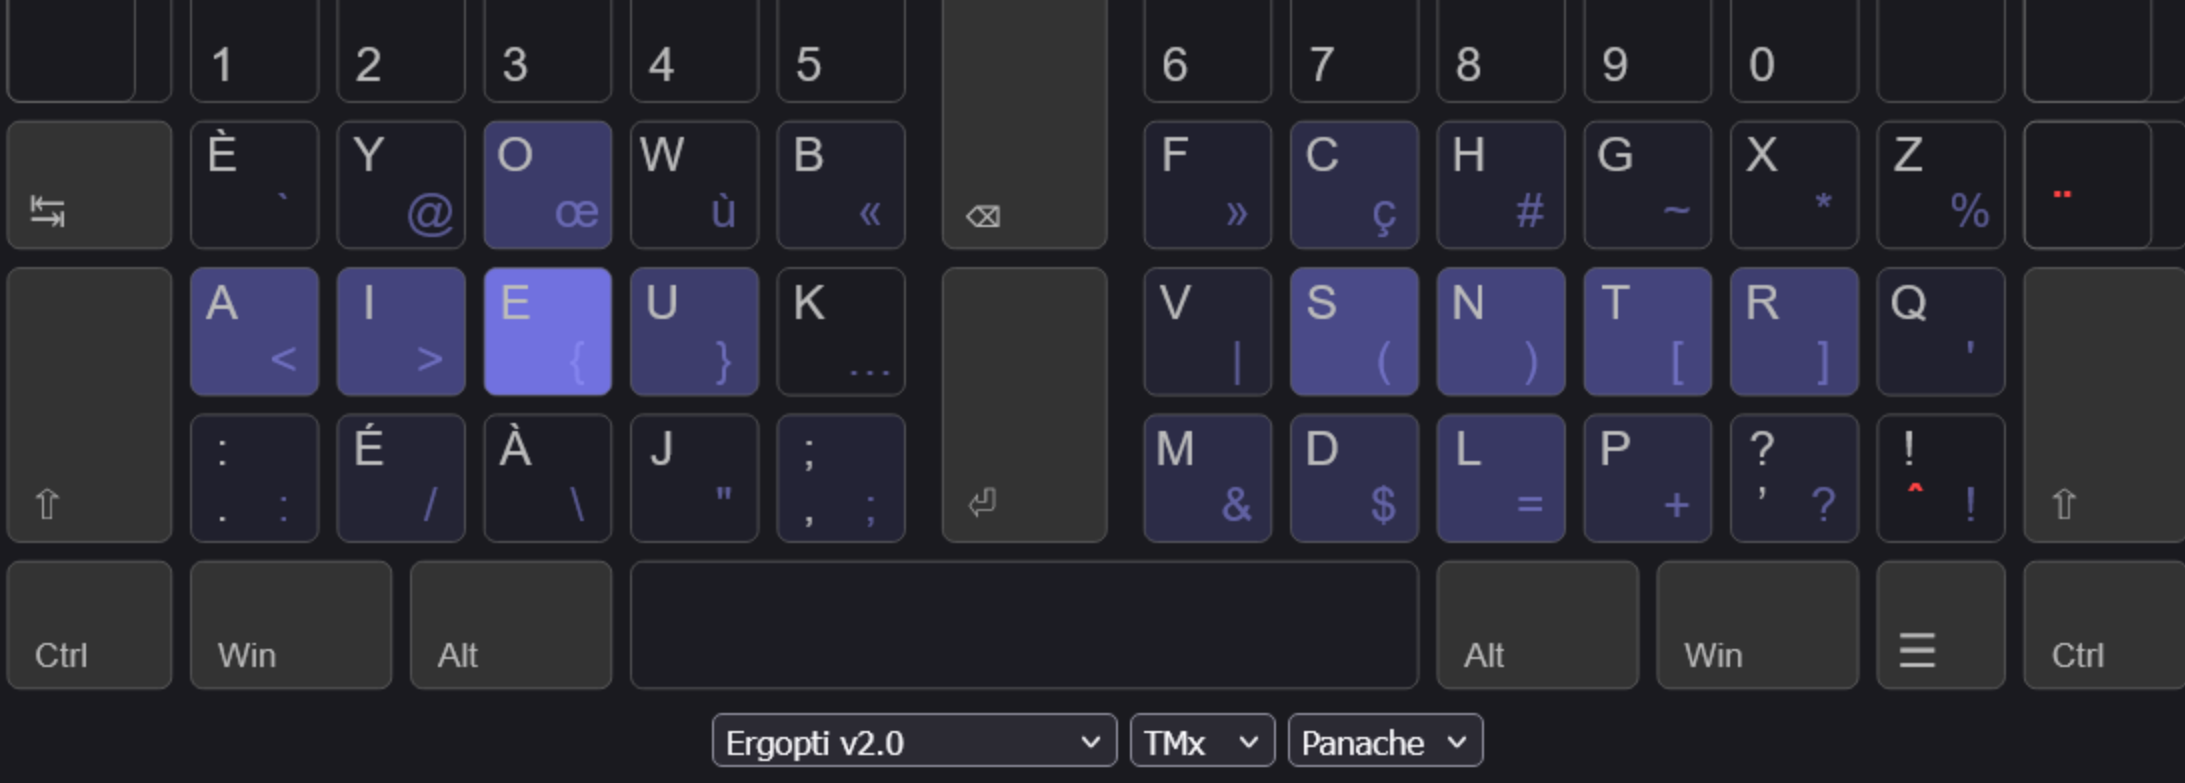 1 2 3 4 5 6 7 8 9 0
↹ È ` Y @ O œ W ù B « ⌫ F » C ç H # G ~ X * Z % ¨
A < I > E { U } K … V | S ( N ) T [ R ] Q '
⇧ : . : É / À \ J " ; , ; ⏎ M & D $ L = P + ? ’ ? ! ^ ! ⇧
Ctrl Win Alt Alt Win ☰ Ctrl
Ergopti v2.0 TMx Panache